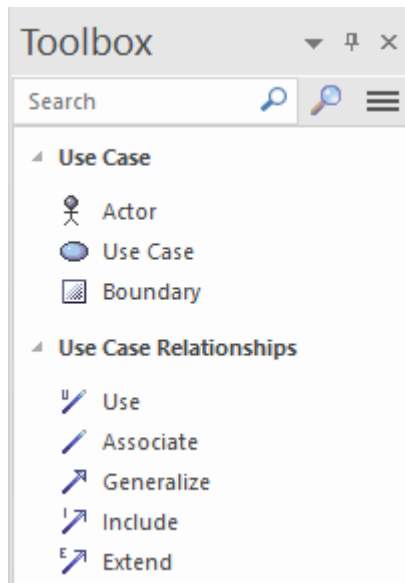 Toolbox
Search
Use Case
Actor
Use Case
Boundary
Use Case Relationships
U Use
Associate
Generalize
I Include
E Extend